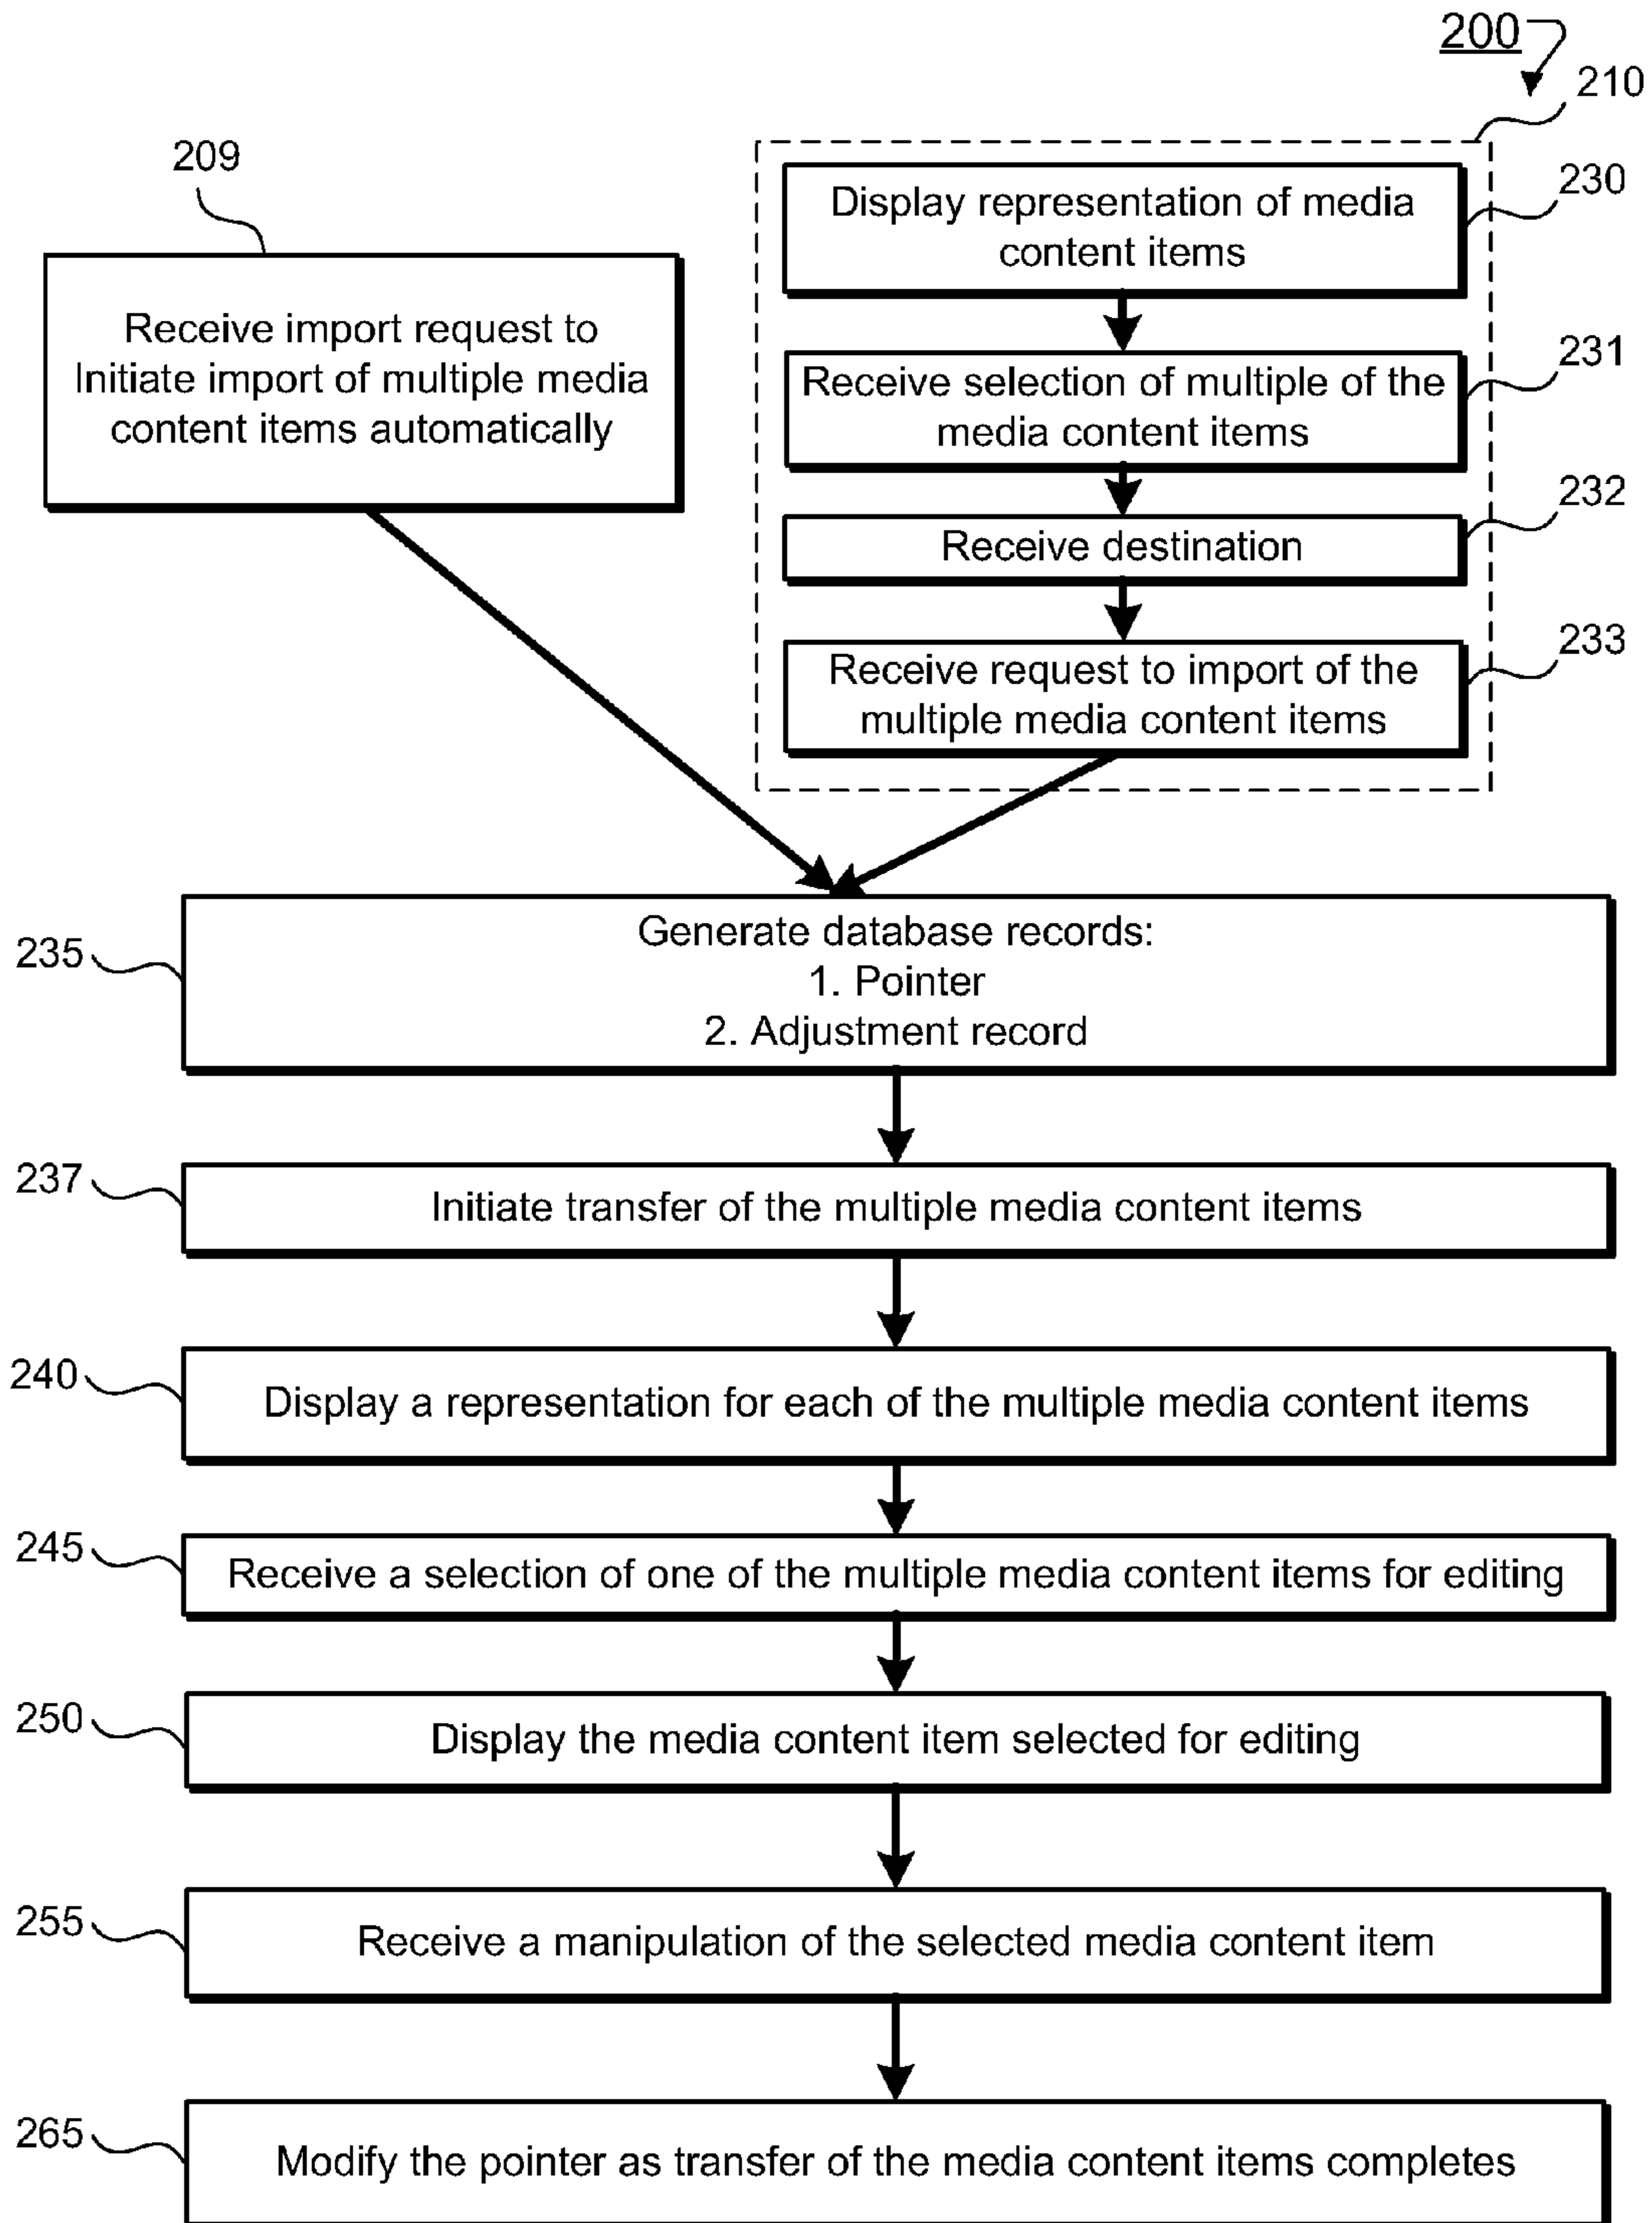 200
210
209
230
Display representation of media
content items
Receive import request to
Initiate import of multiple media
content items automatically
231
Receive selection of multiple of the
media content items
232
Receive destination
233
Receive request to import of the
multiple media content items
235
Generate database records:
1. Pointer
2. Adjustment record
237
Initiate transfer of the multiple media content items
240
Display a representation for each of the multiple media content items
245
Receive a selection of one of the multiple media content items for editing
250
Display the media content item selected for editing
255
Receive a manipulation of the selected media content item
265
Modify the pointer as transfer of the media content items completes